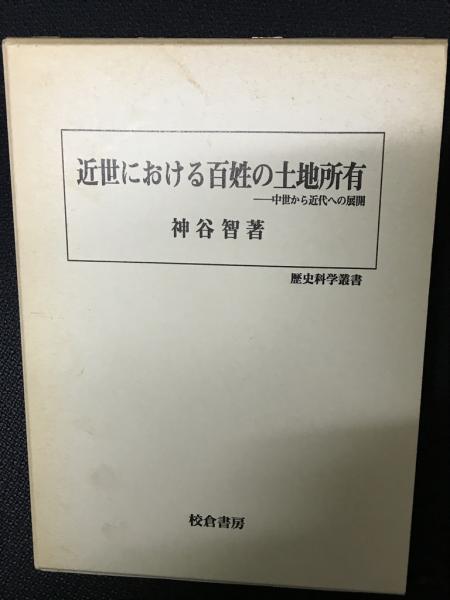 近世における百姓の土地所有
──中世から近代への展開
神谷智著
歴史科学叢書
校倉書房